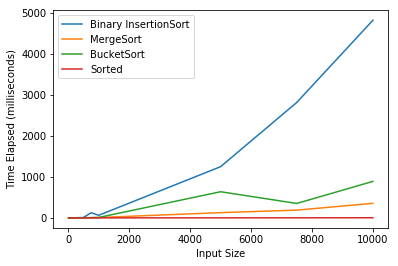 5000
4000
3000
2000
1000
0
Time Elapsed (milliseconds)
Binary InsertionSort
MergeSort
BucketSort
Sorted
0 2000 4000 6000 8000 10000
Input Size